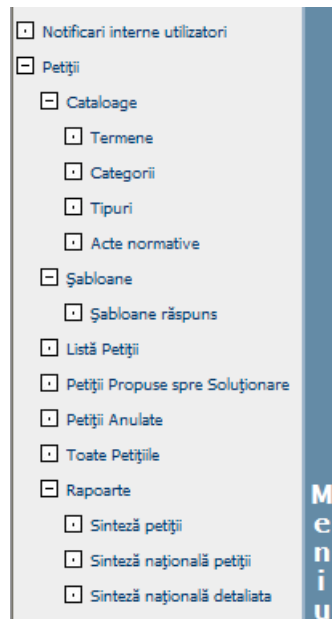 Notificari interne utilizatori
Petiţii
Cataloage
Termene
Categorii
Tipuri
Acte normative
Şabloane
Şabloane răspuns
Listă Petiţii
Petiţii Propuse spre Soluţionare
Petiţii Anulate
Toate Petiţiile
Rapoarte
Sinteză petiţii
Sinteză naţională petiţii
Sinteză naţională detaliata
Meniu